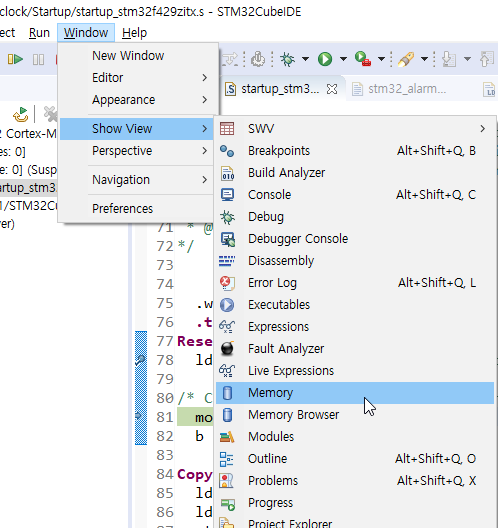 clock/Startup/startup_stm32f429zitx.s - STM32CubeIDE
ect Run Window Help
New Window
Editor
Appearance
Show View
Perspective
Navigation
Preferences
startup_stm3...
stm32_alarm...
2 Cortex-M
es: 0]
es: 0] (Susp
artup_stm32
1/STM32Cu
ver)
SWV
Breakpoints Alt+Shift+Q, B
Build Analyzer
Console Alt+Shift+Q, C
Debug
Debugger Console
Disassembly
Error Log Alt+Shift+Q, L
Executables
Expressions
Fault Analyzer
Live Expressions
Memory
Memory Browser
Modules
Outline Alt+Shift+Q, O
Problems Alt+Shift+Q, X
Progress
Project Explorer
71 * @
72 */
73
74
75 .w
76 .t
77 Rese
78 ld
79
80 /* C
81 mo
82 b
83
84 Copy
85 ld
86 ld